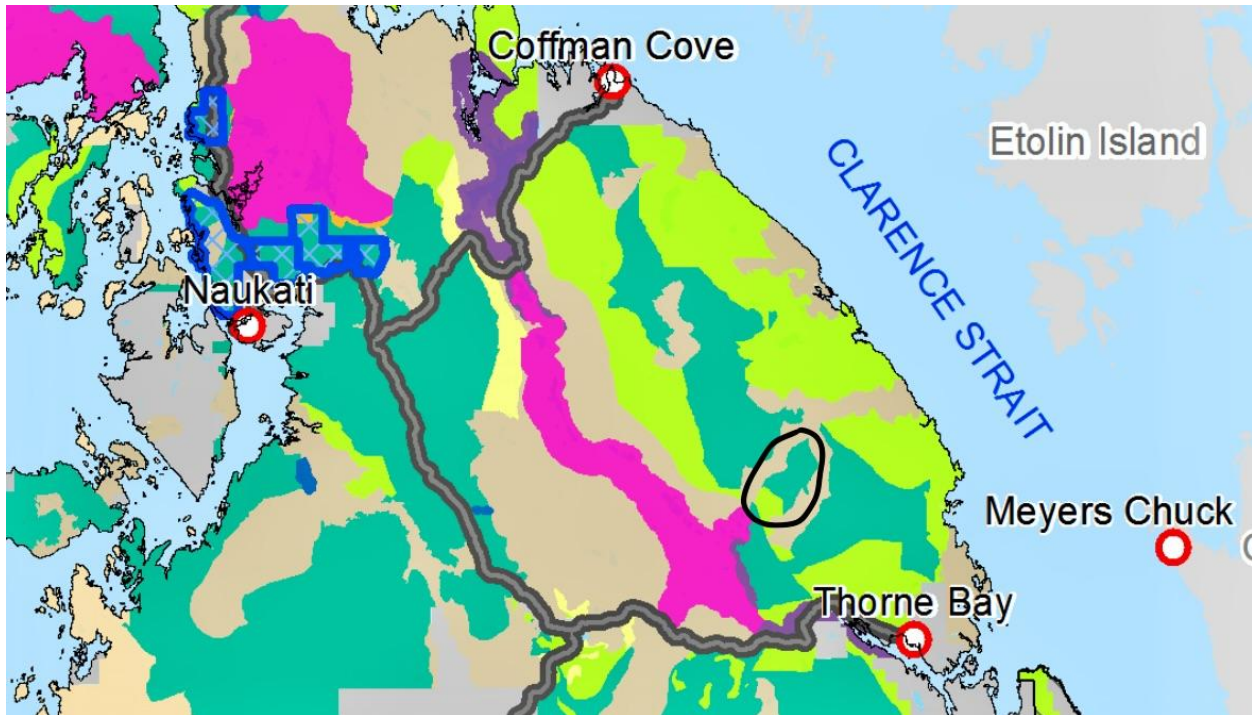 Coffman Cove
Etolin Island
CLARENCE STRAIT
Naukati
Meyers Chuck
Thorne Bay